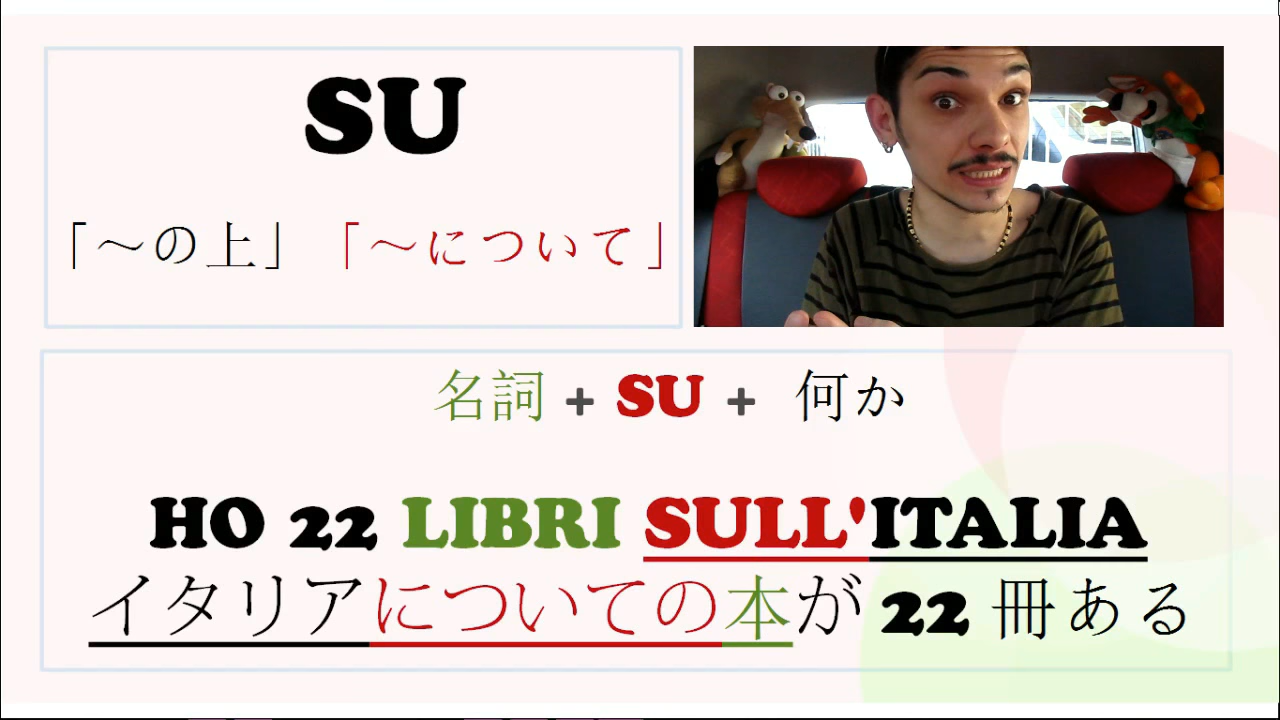 SU
「～の上」「～について」
名詞 + SU + 何か
HO 22 LIBRI SULL'ITALIA
イタリアについての本が 22 冊ある